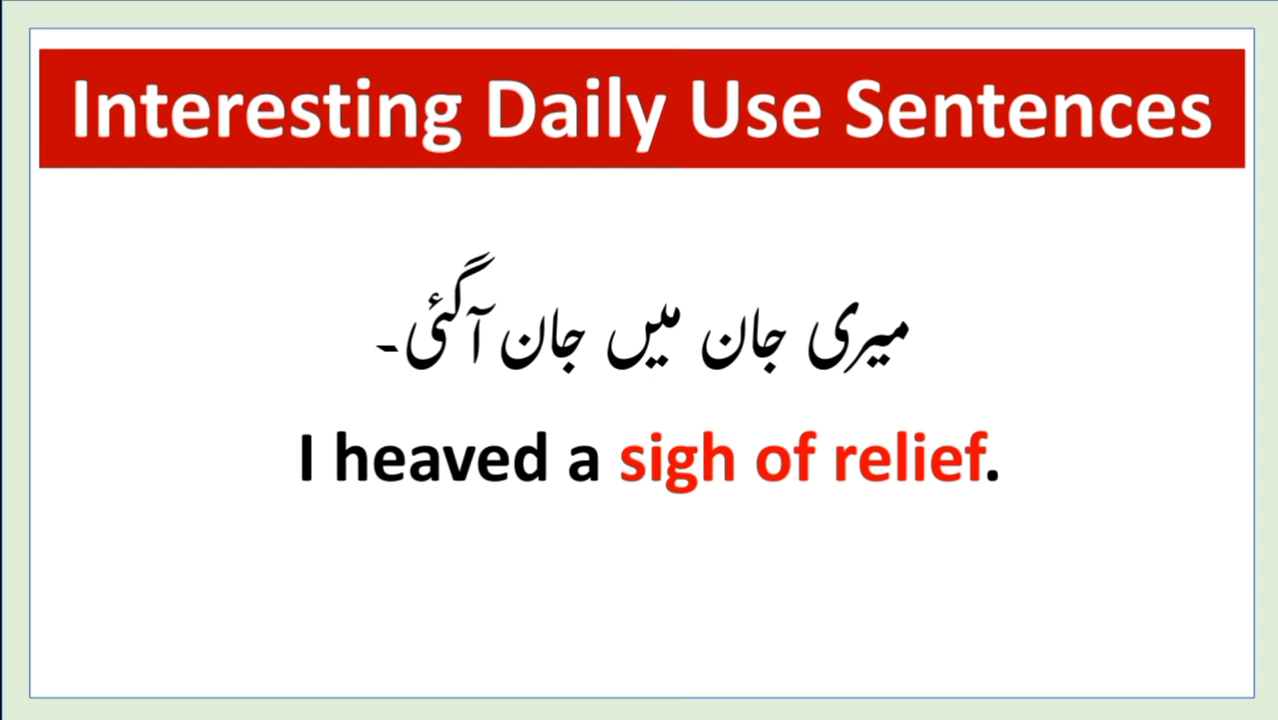 Interesting Daily Use Sentences
میری جان میں جان آگئی۔
I heaved a sigh of relief.